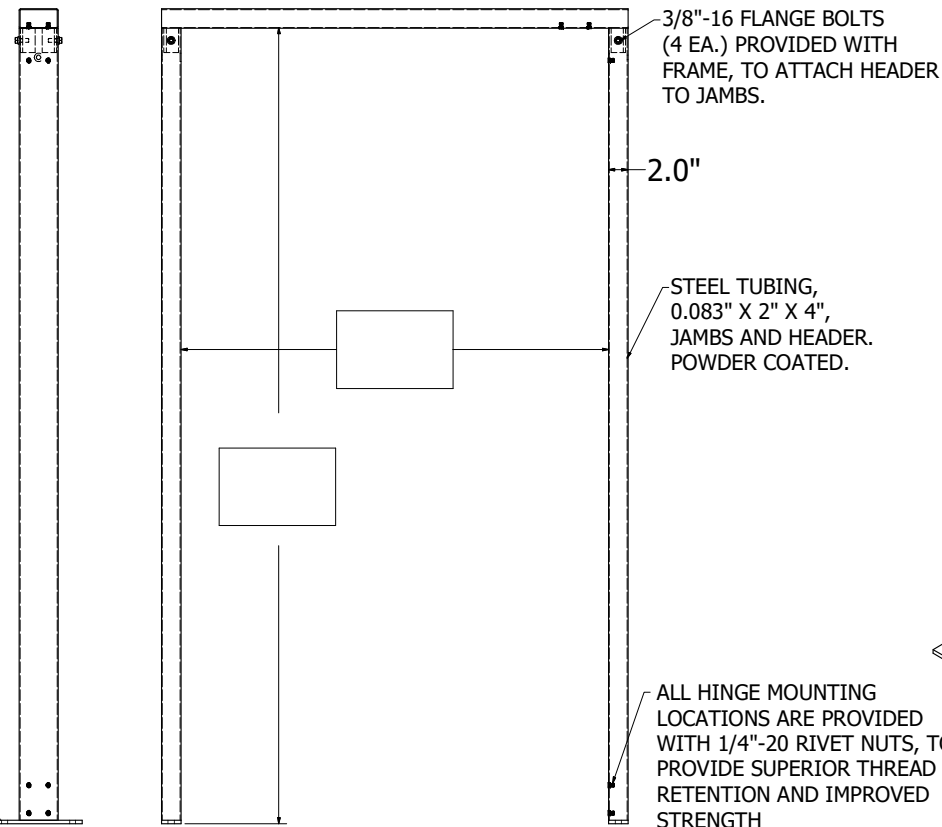 3/8"-16 FLANGE BOLTS
(4 EA.) PROVIDED WITH
FRAME, TO ATTACH HEADER
TO JAMBS.
2.0"
STEEL TUBING,
0.083" X 2" X 4",
JAMBS AND HEADER.
POWDER COATED.
ALL HINGE MOUNTING
LOCATIONS ARE PROVIDED
WITH 1/4"-20 RIVET NUTS, TO
PROVIDE SUPERIOR THREAD
RETENTION AND IMPROVED
STRENGTH